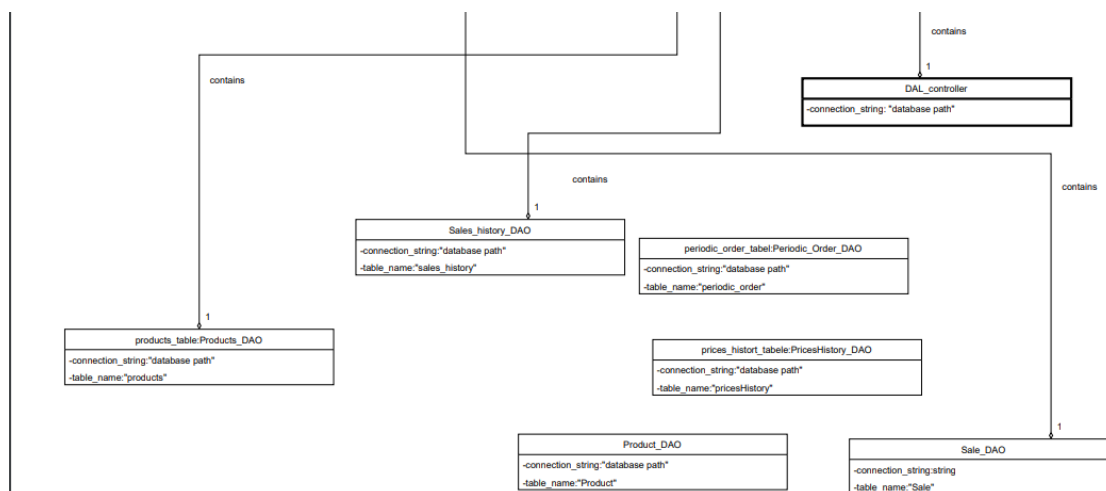 contains
1
DAL_controller
-connection_string: "database path"
contains
contains
contains
1
Sales_history_DAO
-connection_string:"database path"
-table_name:"sales_history"
periodic_order_tabel:Periodic_Order_DAO
-connection_string:"database path"
-table_name:"periodic_order"
1
products_table:Products_DAO
-connection_string:"database path"
-table_name:"products"
prices_histort_tabele:PricesHistory_DAO
-connection_string:"database path"
-table_name:"pricesHistory"
1
Product_DAO
-connection_string:"database path"
-table_name:"Product"
Sale_DAO
-connection_string:string
-table_name:"Sale"